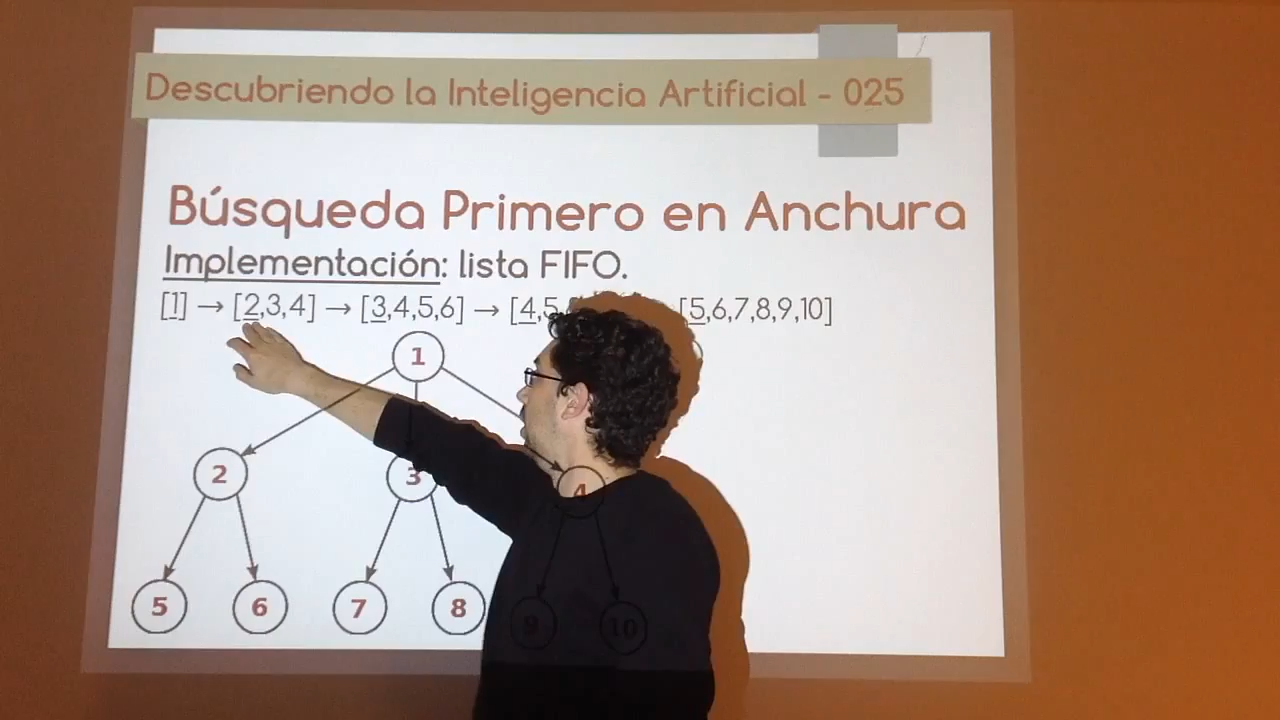 Descubriendo la Inteligencia Artificial - 025
Búsqueda Primero en Anchura
Implementación: lista FIFO.
[1] → [2,3,4] → [3,4,5,6] → [4,5, [5,6,7,8,9,10]
1
2 3 4
5 6 7 8 9 10